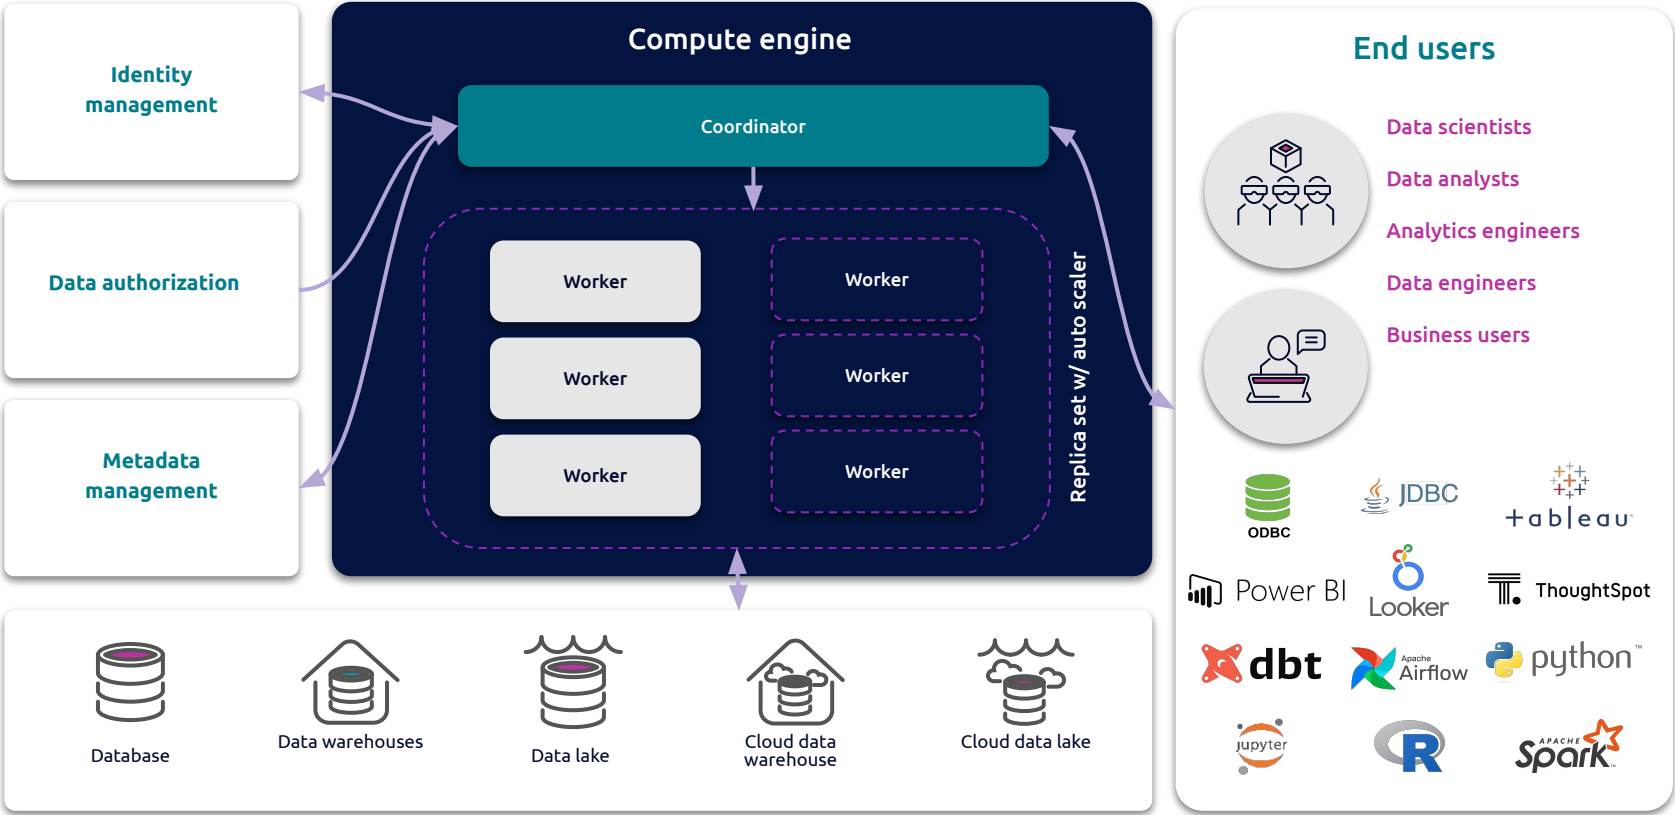 Identity
management
Data authorization
Metadata
management
Compute engine
Coordinator
Worker
Worker
Worker
Worker
Worker
Worker
Replica set w/ auto scaler
Database
Data warehouses
Data lake
Cloud data
warehouse
Cloud data lake
End users
Data scientists
Data analysts
Analytics engineers
Data engineers
Business users
ODBC
JDBC
+ableau
Power BI
Looker
T. ThoughtSpot
dbt
Apache
Airflow
python™
jupyter
R
APACHE
Spark™